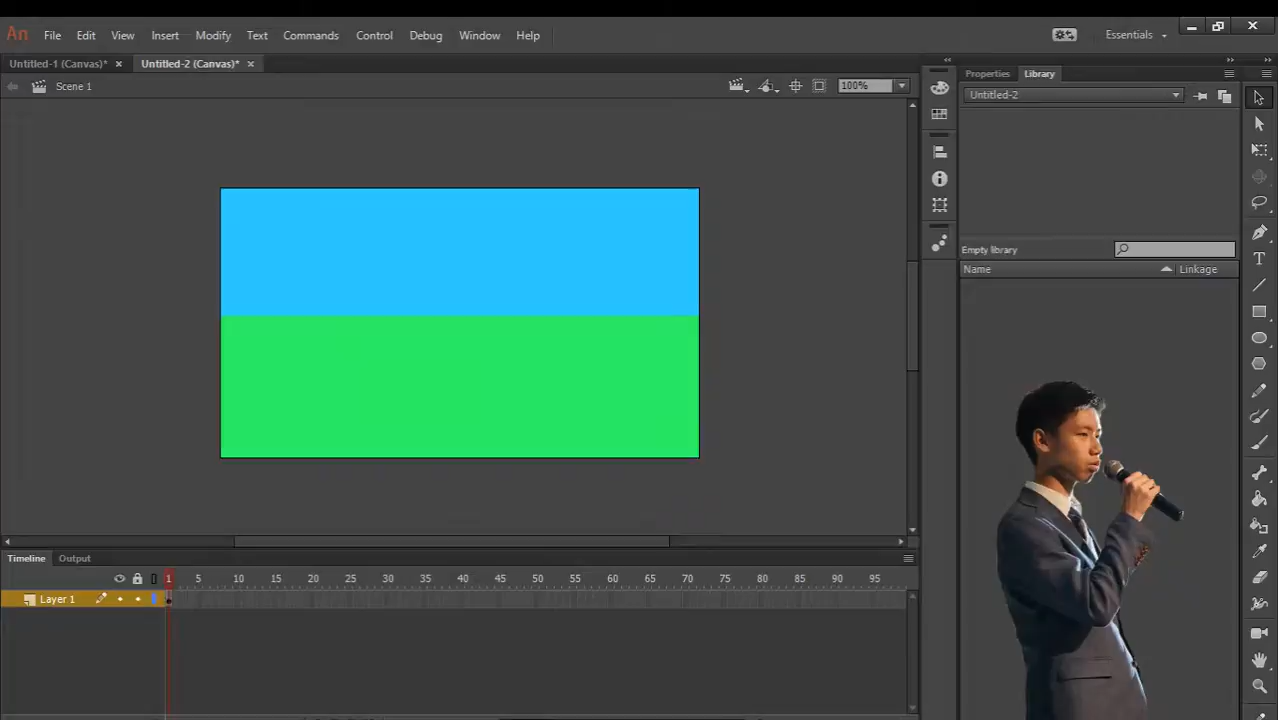 An File Edit View Insert Modify Text Commands Control Debug Window Help Essentials
Untitled-1 (Canvas)* × Untitled-2 (Canvas)* × Properties Library
Scene 1 100% Untitled-2
Empty library
Name Linkage
Timeline Output
1 5 10 15 20 25 30 35 40 45 50 55 60 65 70 75 80 85 90 95
Layer 1